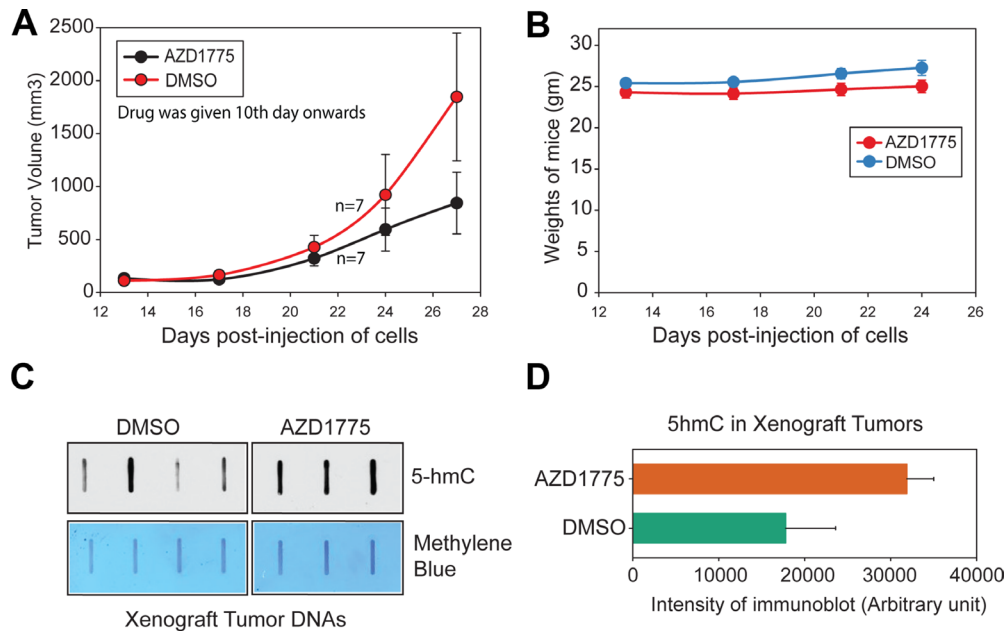 A
2500
2000
1500
1000
500
0
Tumor Volume (mm3)
AZD1775
DMSO
Drug was given 10th day onwards
n=7
n=7
12 14 16 18 20 22 24 26 28
Days post-injection of cells
B
30
25
20
15
10
5
0
Weights of mice (gm)
AZD1775
DMSO
12 14 16 18 20 22 24 26
Days post-injection of cells
C
DMSO AZD1775
5-hmC
Methylene
Blue
Xenograft Tumor DNAs
D
5hmC in Xenograft Tumors
AZD1775
DMSO
0 10000 20000 30000 40000
Intensity of immunoblot (Arbitrary unit)